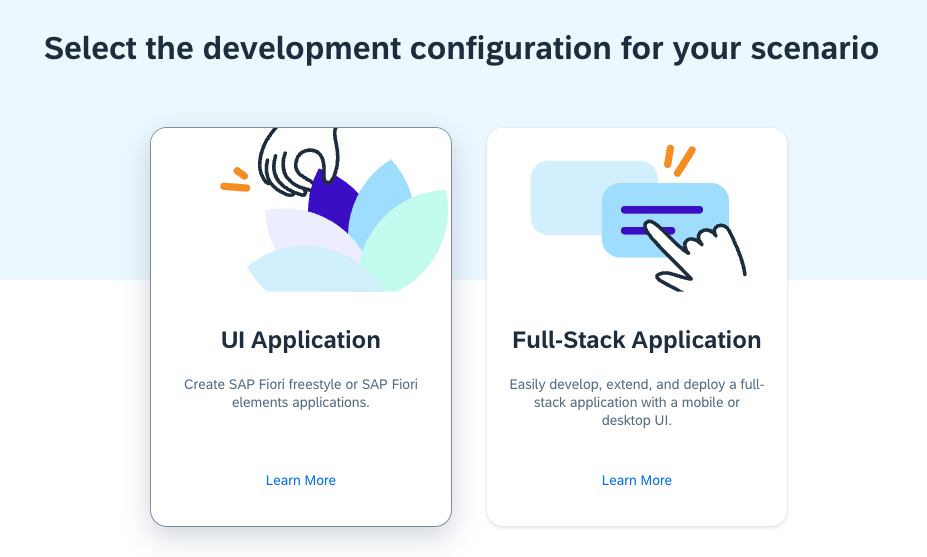 Select the development configuration for your scenario
UI Application
Create SAP Fiori freestyle or SAP Fiori
elements applications.
Learn More
Full-Stack Application
Easily develop, extend, and deploy a full-
stack application with a mobile or
desktop UI.
Learn More